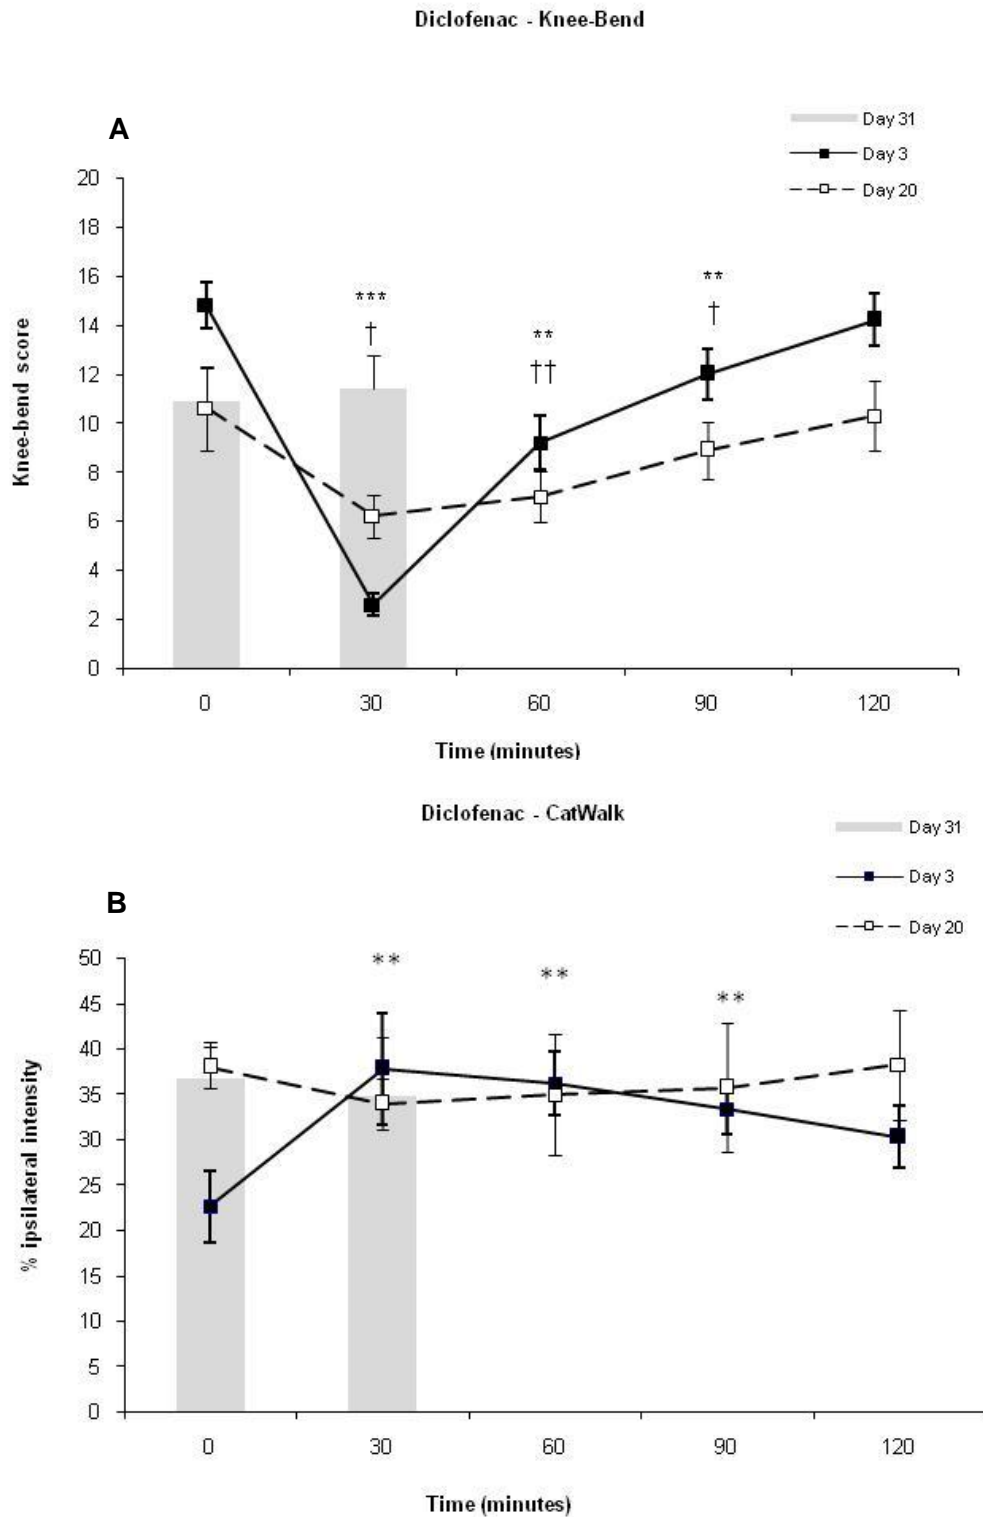 Diclofenac - Knee-Bend
A
Day 31
Day 3
Day 20
20
18
16
14
12
10
8
6
4
2
0
Knee-bend score
***
†
**
††
**
†
0 30 60 90 120
Time (minutes)
Diclofenac - CatWalk
Day 31
Day 3
Day 20
B
50
45
40
35
30
25
20
15
10
5
0
% ipsilateral intensity
**
**
**
0 30 60 90 120
Time (minutes)